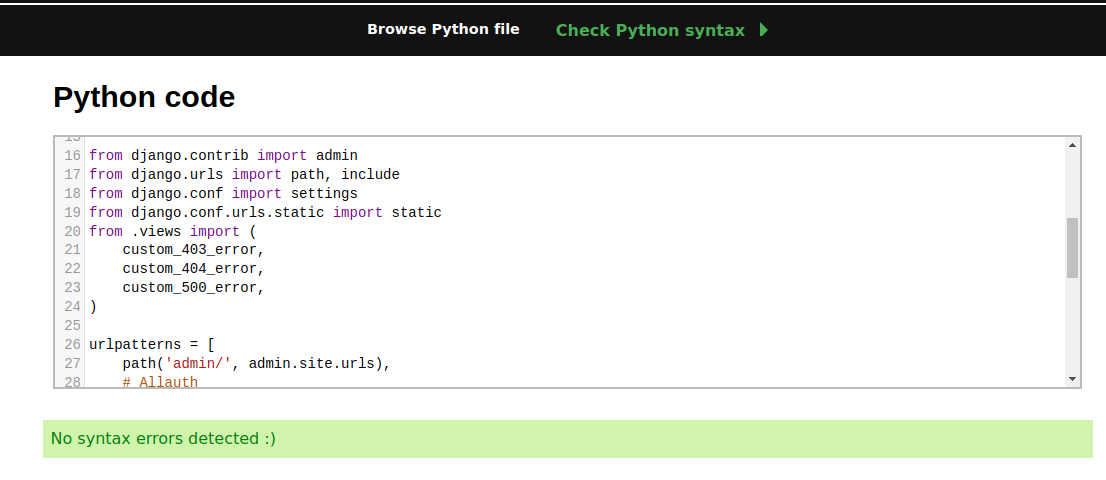 Browse Python file
Check Python syntax
Python code
15
16 from django.contrib import admin
17 from django.urls import path, include
18 from django.conf import settings
19 from django.conf.urls.static import static
20 from .views import (
21     custom_403_error,
22     custom_404_error,
23     custom_500_error,
24 )
25
26 urlpatterns = [
27     path('admin/', admin.site.urls),
28     # Allauth
No syntax errors detected :)